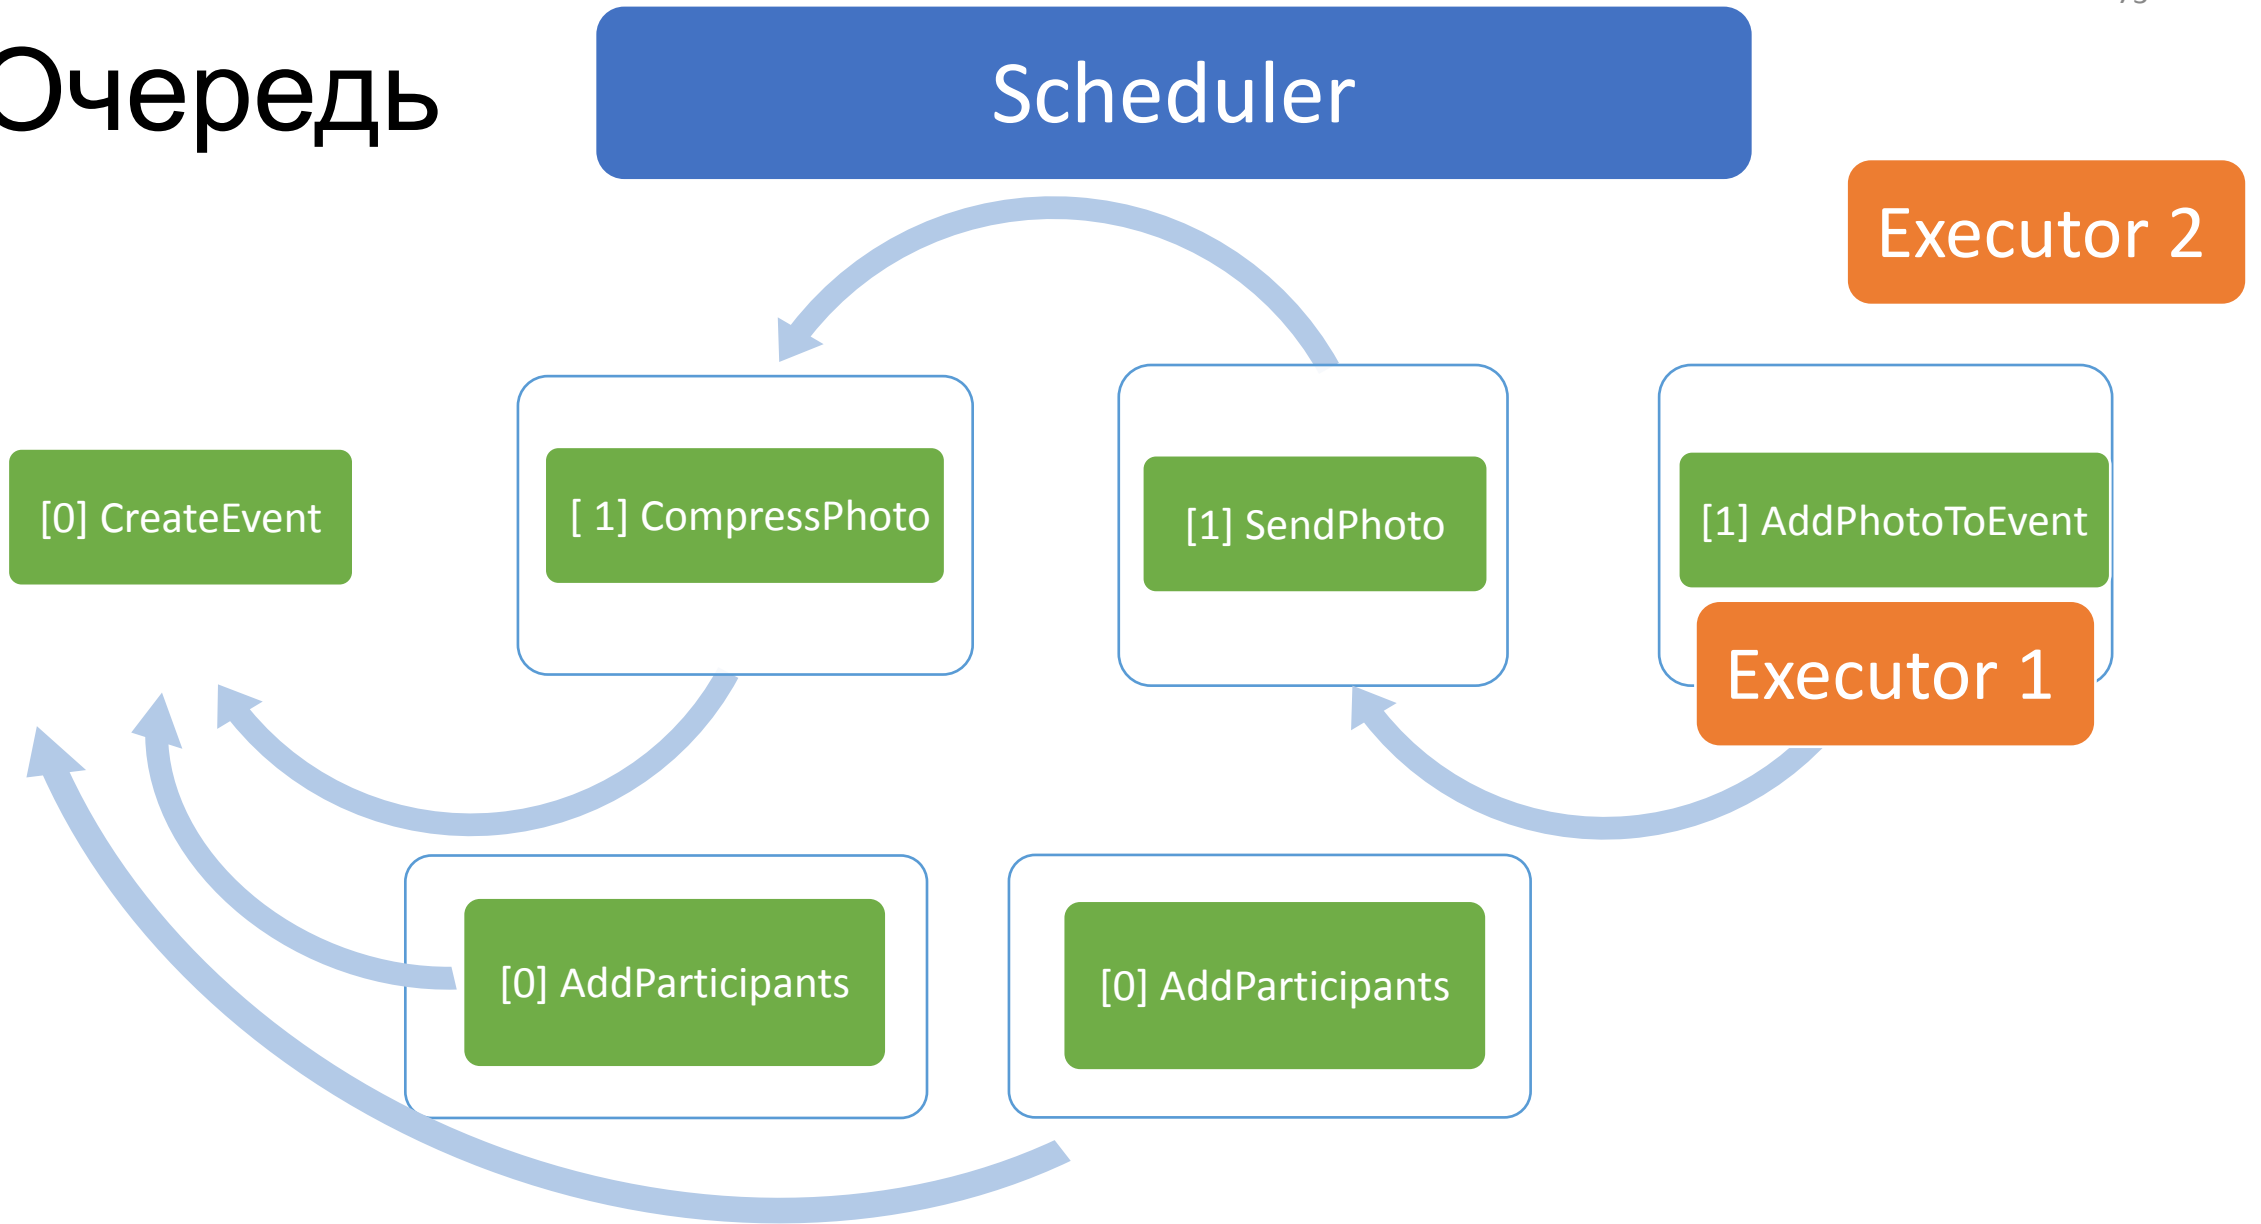 Очередь
Scheduler
Executor 2
[0] CreateEvent
[ 1] CompressPhoto
[1] SendPhoto
[1] AddPhotoToEvent
Executor 1
[0] AddParticipants
[0] AddParticipants